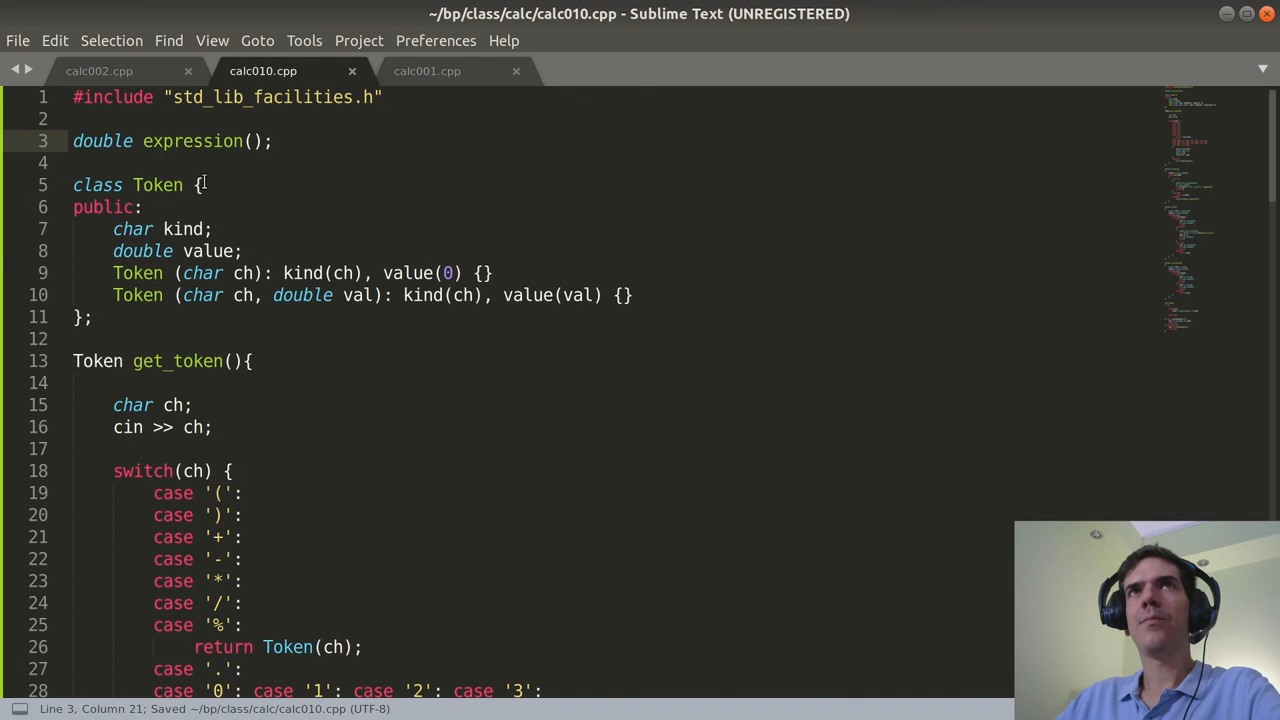 ~/bp/class/calc/calc010.cpp - Sublime Text (UNREGISTERED)
File Edit Selection Find View Goto Tools Project Preferences Help
calc002.cpp calc010.cpp calc001.cpp
1 #include "std_lib_facilities.h"
2
3 double expression();
4
5 class Token {
6 public:
7 char kind;
8 double value;
9 Token (char ch): kind(ch), value(0) {}
10 Token (char ch, double val): kind(ch), value(val) {}
11 };
12
13 Token get_token(){
14
15 char ch;
16 cin >> ch;
17
18 switch(ch) {
19 case '(':
20 case ')':
21 case '+':
22 case '-':
23 case '*':
24 case '/':
25 case '%':
26 return Token(ch);
27 case '.':
28 case '0': case '1': case '2': case '3':
Line 3, Column 21; Saved ~/bp/class/calc/calc010.cpp (UTF-8)